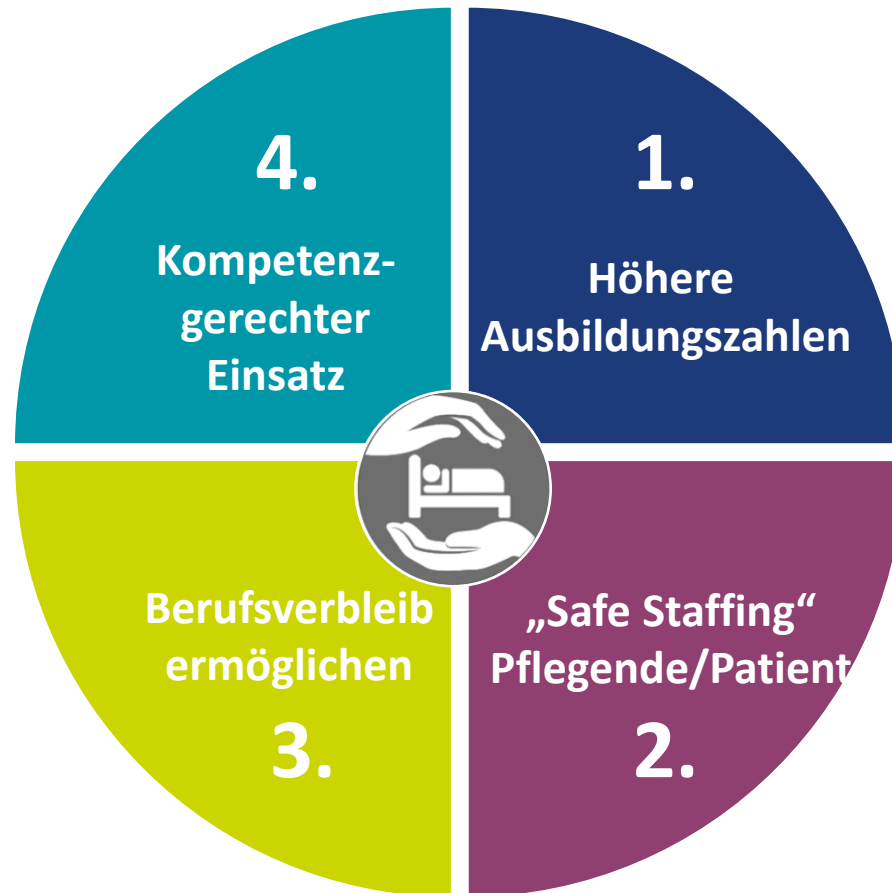 4.
Kompetenz-
gerechter
Einsatz
1.
Höhere
Ausbildungszahlen
Berufsverbleib
ermöglichen
3.
„Safe Staffing“
Pflegende/Patient
2.